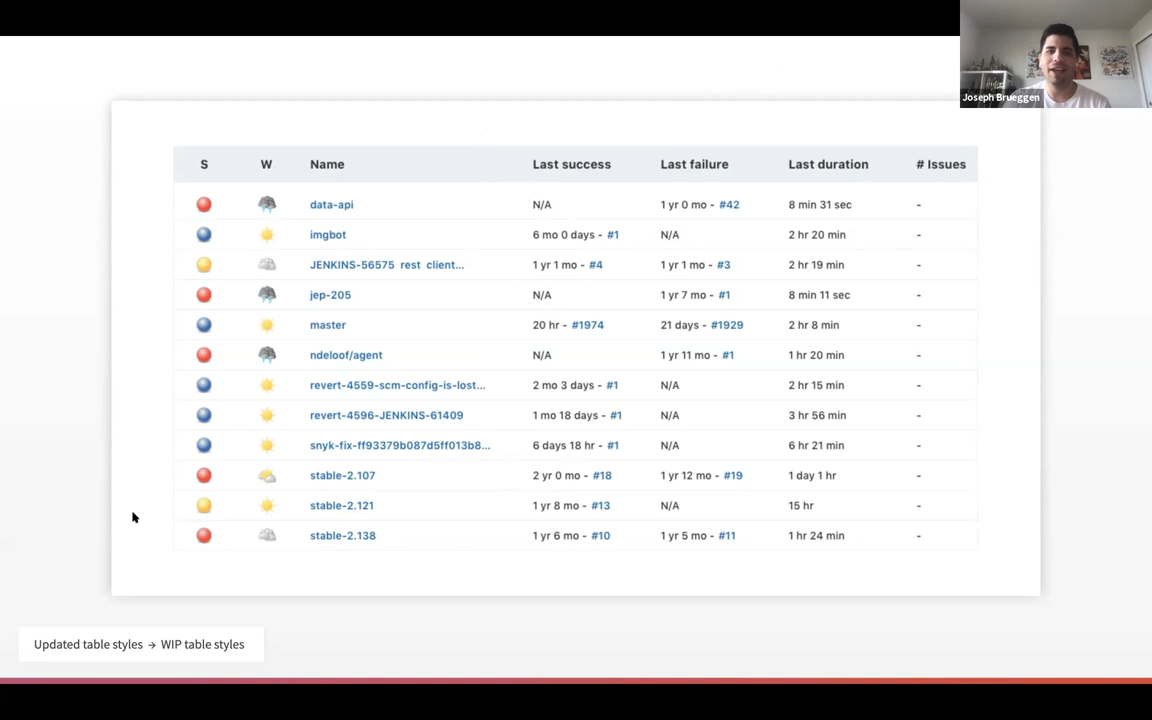 Joseph Brueggen
S W Name Last success Last failure Last duration # Issues
data-api N/A 1 yr 0 mo - #42 8 min 31 sec -
imgbot 6 mo 0 days - #1 N/A 2 hr 20 min -
JENKINS-56575 rest client... 1 yr 1 mo - #4 1 yr 1 mo - #3 2 hr 19 min -
jep-205 N/A 1 yr 7 mo - #1 8 min 11 sec -
master 20 hr - #1974 21 days - #1929 2 hr 8 min -
ndeloof/agent N/A 1 yr 11 mo - #1 1 hr 20 min -
revert-4559-scm-config-is-lost... 2 mo 3 days - #1 N/A 2 hr 15 min -
revert-4596-JENKINS-61409 1 mo 18 days - #1 N/A 3 hr 56 min -
snyk-fix-ff93379b087d5ff013b8... 6 days 18 hr - #1 N/A 6 hr 21 min -
stable-2.107 2 yr 0 mo - #18 1 yr 12 mo - #19 1 day 1 hr -
stable-2.121 1 yr 8 mo - #13 N/A 15 hr -
stable-2.138 1 yr 6 mo - #10 1 yr 5 mo - #11 1 hr 24 min -
Updated table styles → WIP table styles